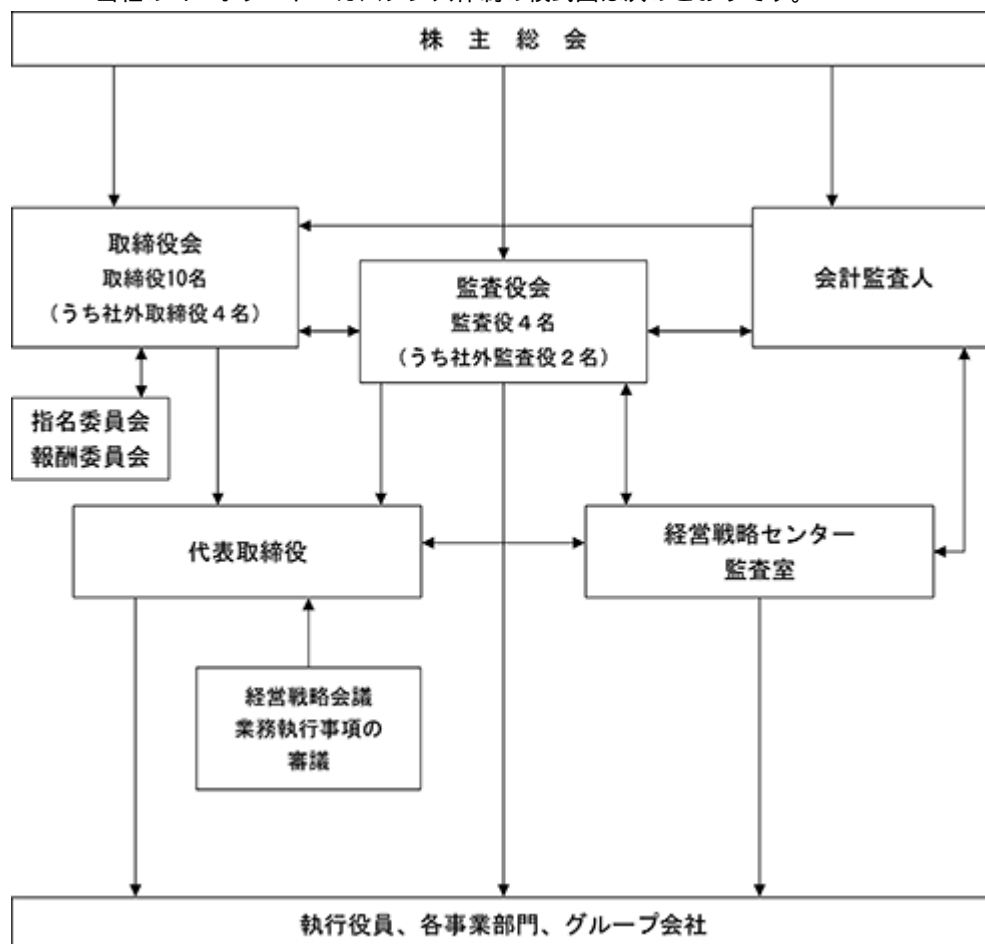 株 主 総 会
取締役会
取締役10名
（うち社外取締役４名）
監査役会
監査役４名
（うち社外監査役２名）
会計監査人
指名委員会
報酬委員会
代表取締役
経営戦略センター
監査室
経営戦略会議
業務執行事項の
審議
執行役員、各事業部門、グループ会社